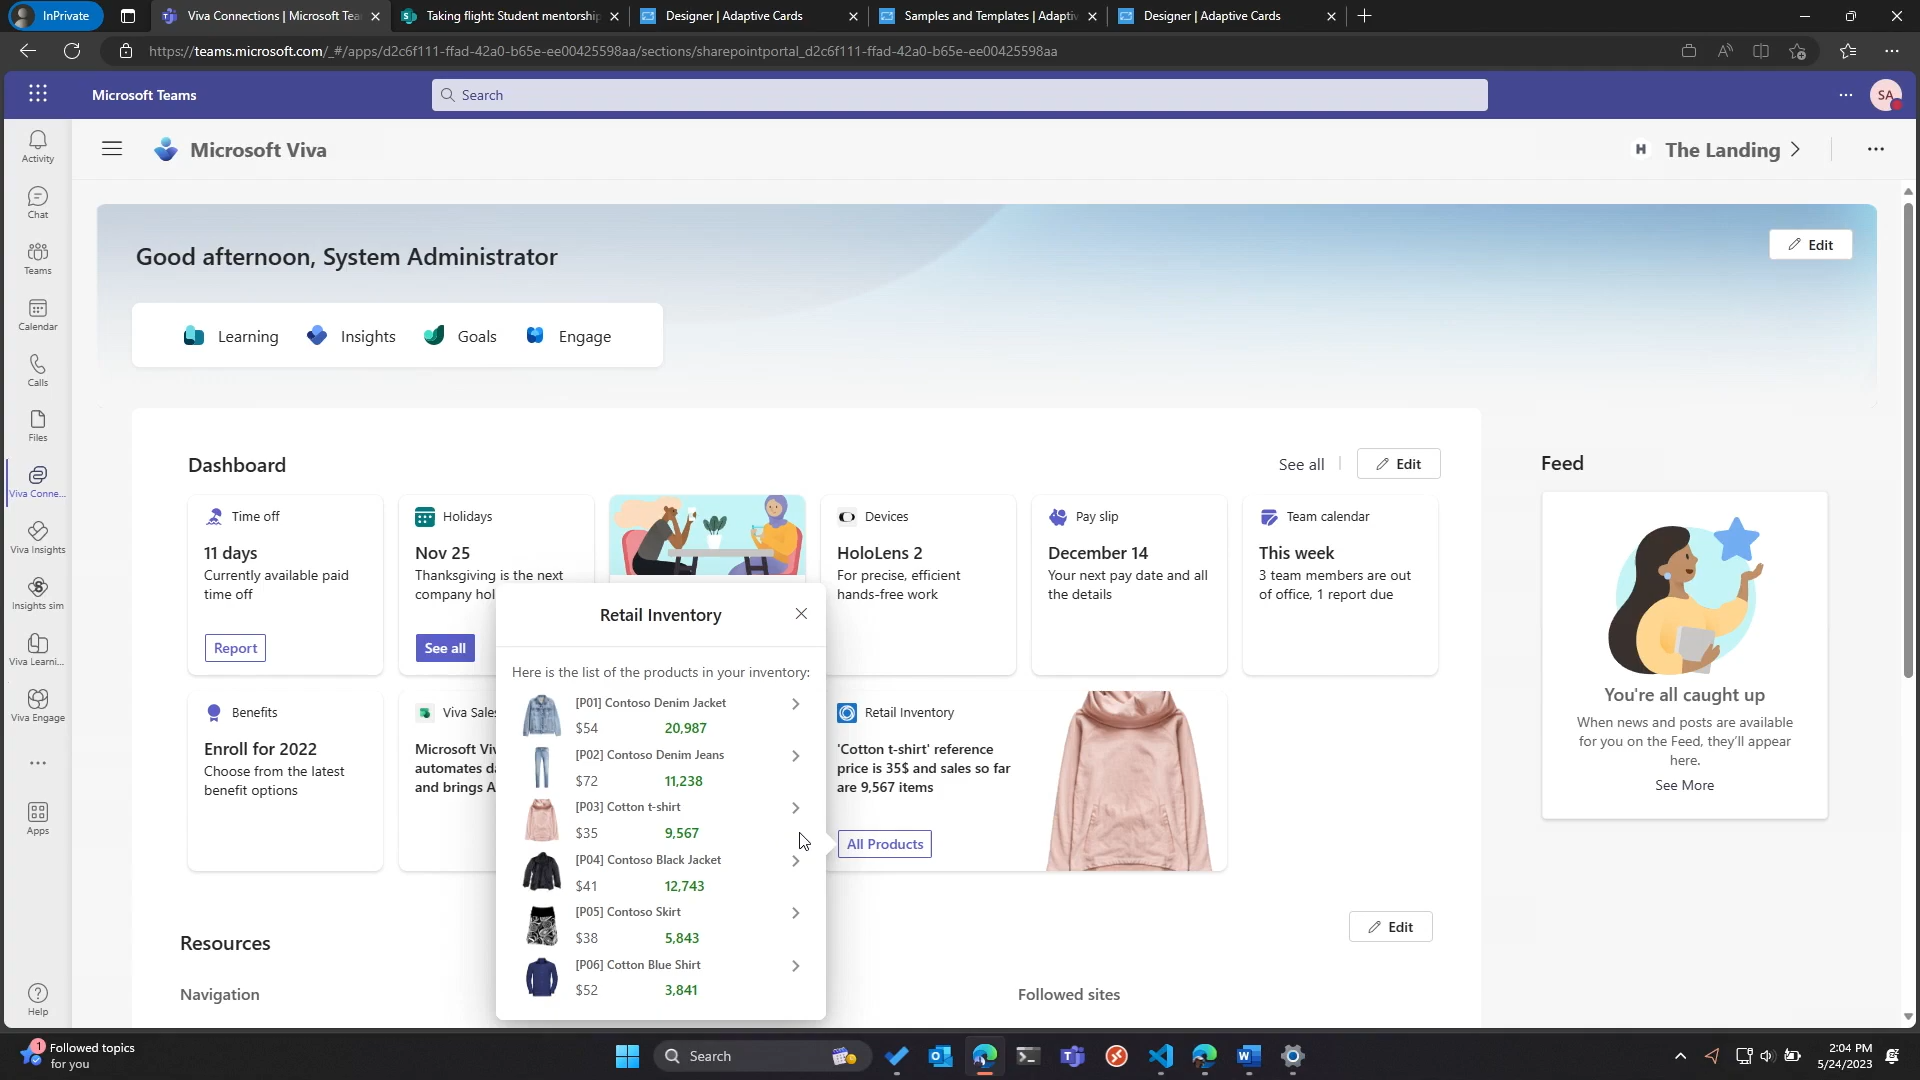 InPrivate
Viva Connections | Microsoft Tea
Taking flight: Student mentorship
Designer | Adaptive Cards
Samples and Templates | Adaptiv
Designer | Adaptive Cards
https://teams.microsoft.com/_#/apps/d2c6f111-ffad-42a0-b65e-ee00425598aa/sections/sharepointportal_d2c6f111-ffad-42a0-b65e-ee00425598aa
Microsoft Teams
Search
SA
Activity
Chat
Teams
Calendar
Calls
Files
Viva Conne...
Viva Insights
Insights sim
Viva Learni...
Viva Engage
Apps
Help
Microsoft Viva
H
The Landing
Good afternoon, System Administrator
Edit
Learning
Insights
Goals
Engage
Dashboard
See all
Edit
Time off
11 days
Currently available paid
time off
Report
Holidays
Nov 25
Thanksgiving is the next
company hol
See all
Devices
HoloLens 2
For precise, efficient
hands-free work
Pay slip
December 14
Your next pay date and all
the details
Team calendar
This week
3 team members are out
of office, 1 report due
Benefits
Enroll for 2022
Choose from the latest
benefit options
Viva Sales
Microsoft Viv
automates da
and brings A
Retail Inventory
Here is the list of the products in your inventory:
[P01] Contoso Denim Jacket
$54 20,987
[P02] Contoso Denim Jeans
$72 11,238
[P03] Cotton t-shirt
$35 9,567
[P04] Contoso Black Jacket
$41 12,743
[P05] Contoso Skirt
$38 5,843
[P06] Cotton Blue Shirt
$52 3,841
Retail Inventory
'Cotton t-shirt' reference
price is 35$ and sales so far
are 9,567 items
All Products
Feed
You're all caught up
When news and posts are available
for you on the Feed, they'll appear
here.
See More
Resources
Edit
Navigation
Followed sites
1
Followed topics
for you
Search
2:04 PM
5/24/2023